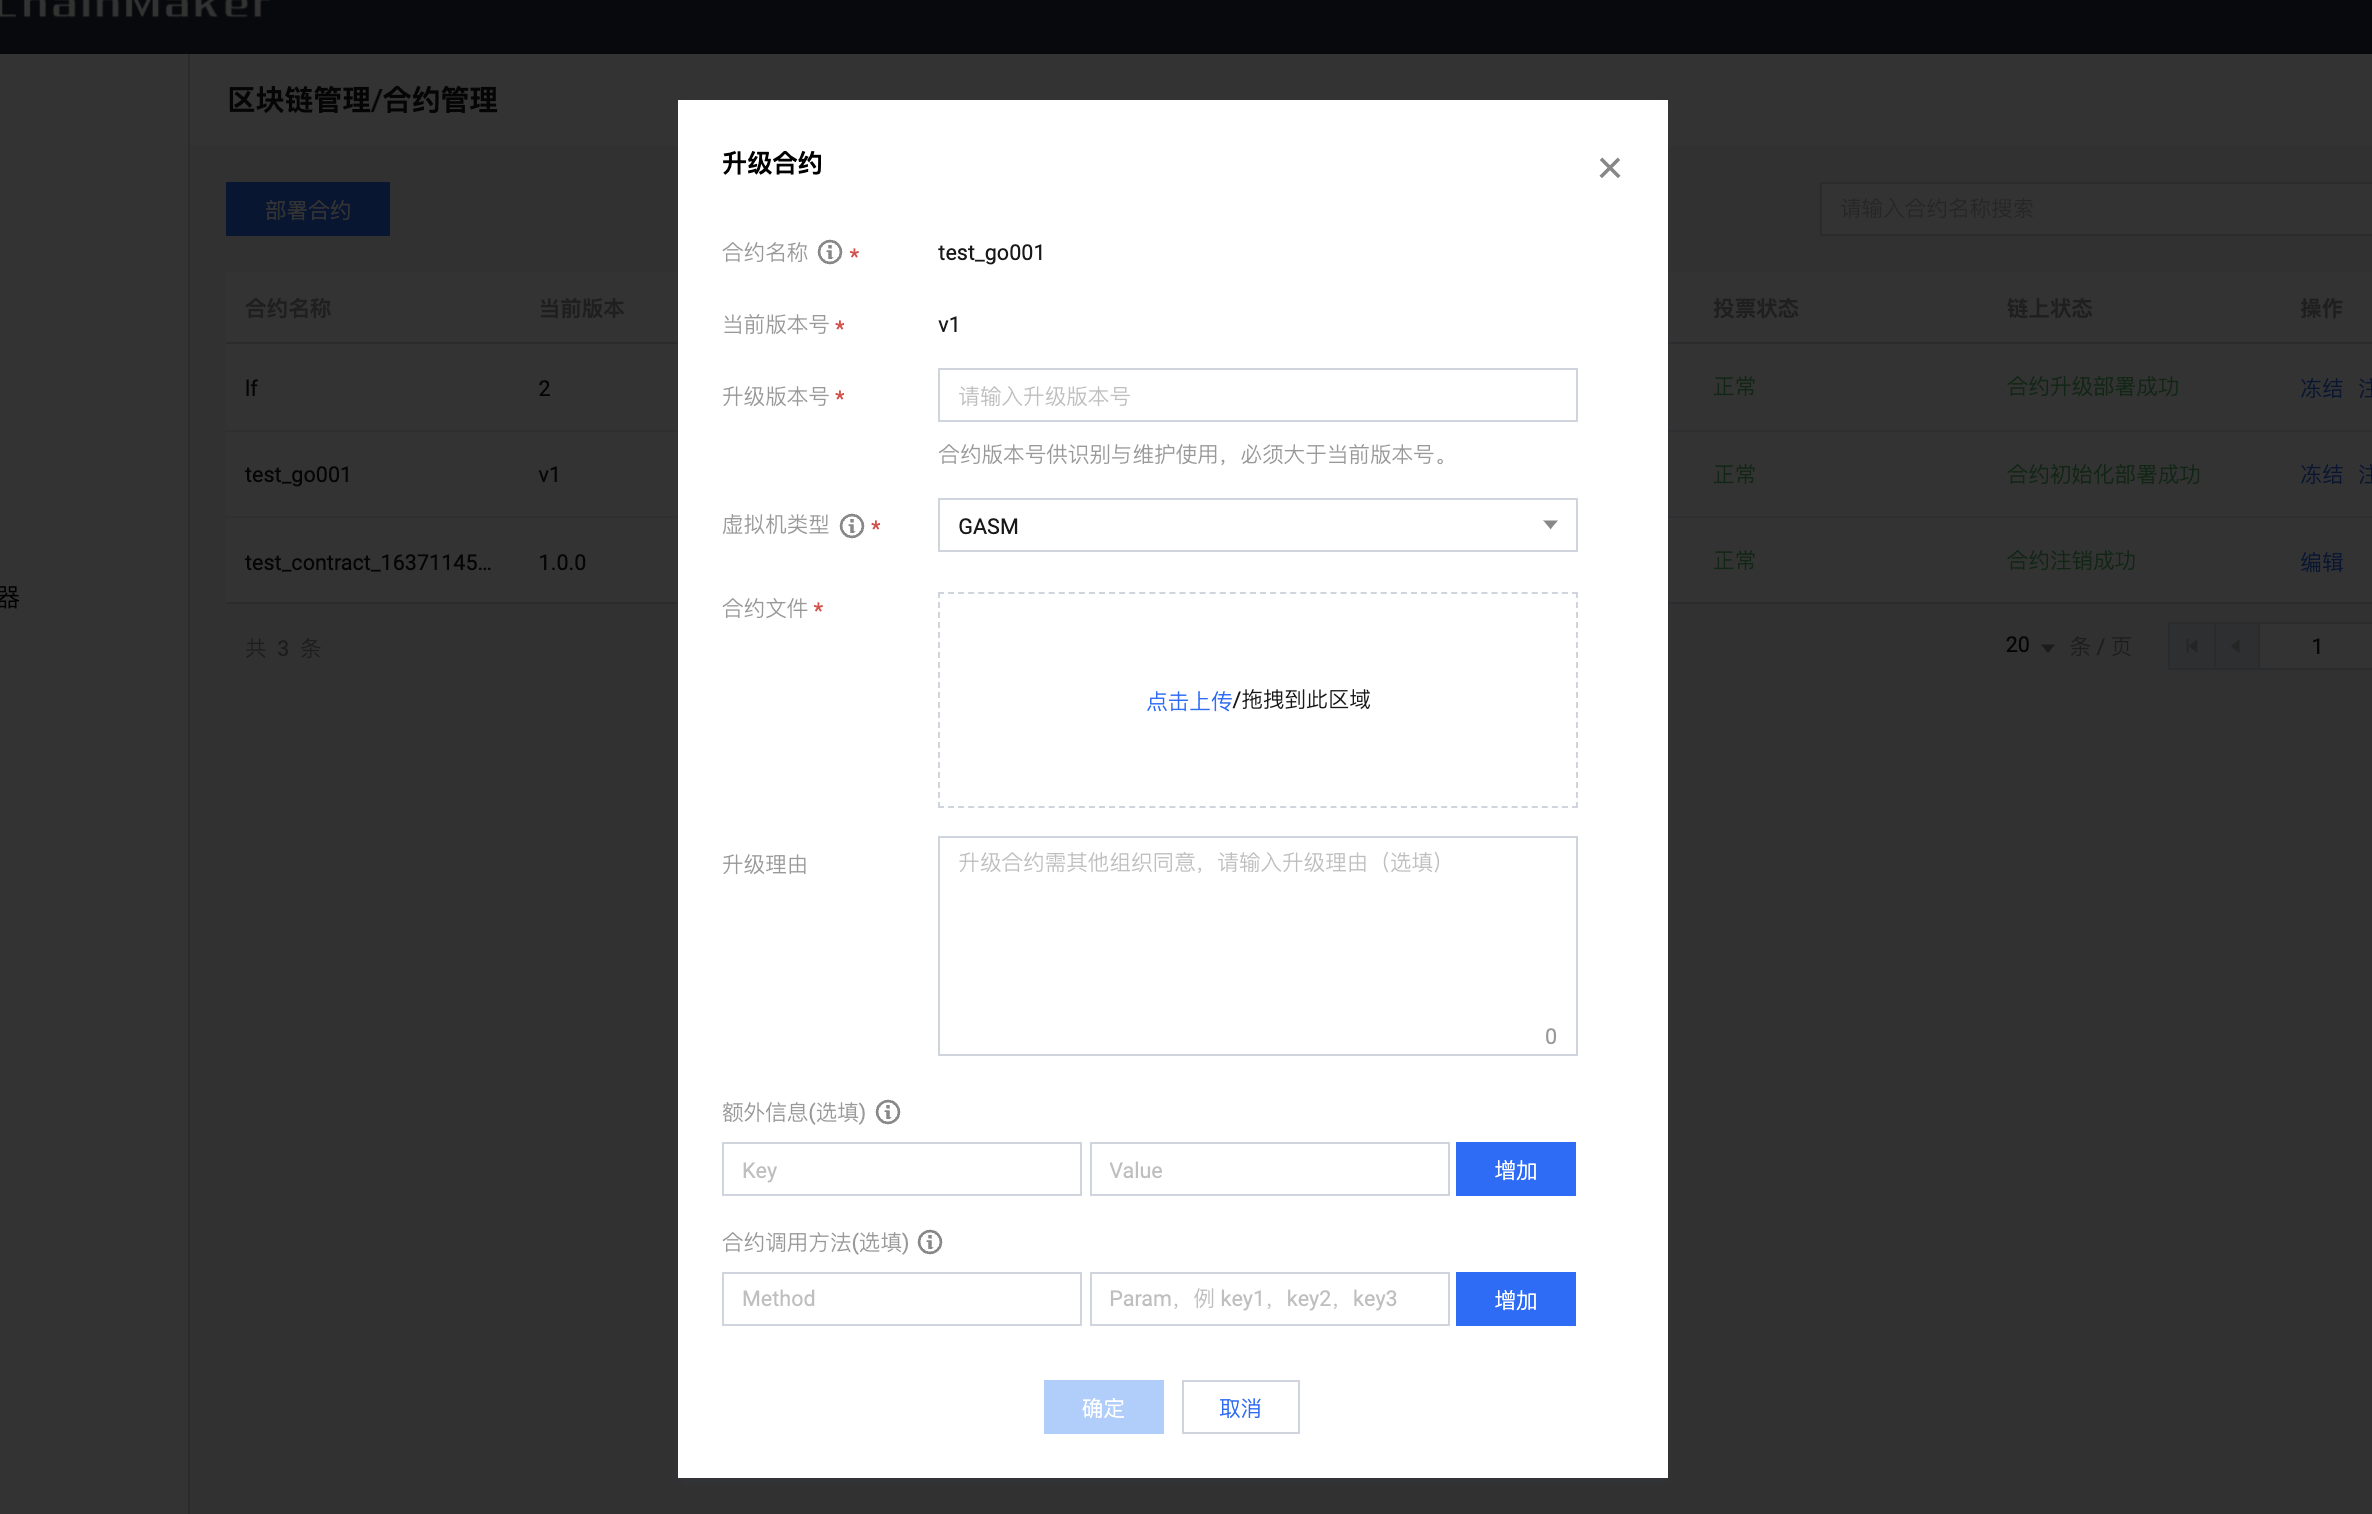 ChainMaker
区块链管理/合约管理
部署合约
请输入合约名称搜索
合约名称 当前版本 投票状态 链上状态 操作
lf 2 正常 合约升级部署成功 冻结
test_go001 v1 正常 合约初始化部署成功 冻结
test_contract_16371145... 1.0.0 正常 合约注销成功 编辑
器
共 3 条 20 条 / 页 1
升级合约
合约名称 * test_go001
当前版本号 * v1
升级版本号 * 请输入升级版本号
合约版本号供识别与维护使用，必须大于当前版本号。
虚拟机类型 * GASM
合约文件 *
点击上传/拖拽到此区域
升级理由 升级合约需其他组织同意，请输入升级理由（选填）
0
额外信息(选填)
Key Value 增加
合约调用方法(选填)
Method Param，例 key1，key2，key3 增加
确定 取消